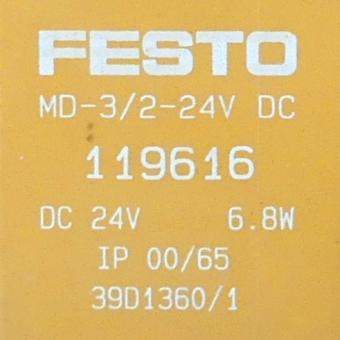 FESTO
MD-3/2-24V DC
119616
DC 24V 6.8W
IP 00/65
39D1360/1